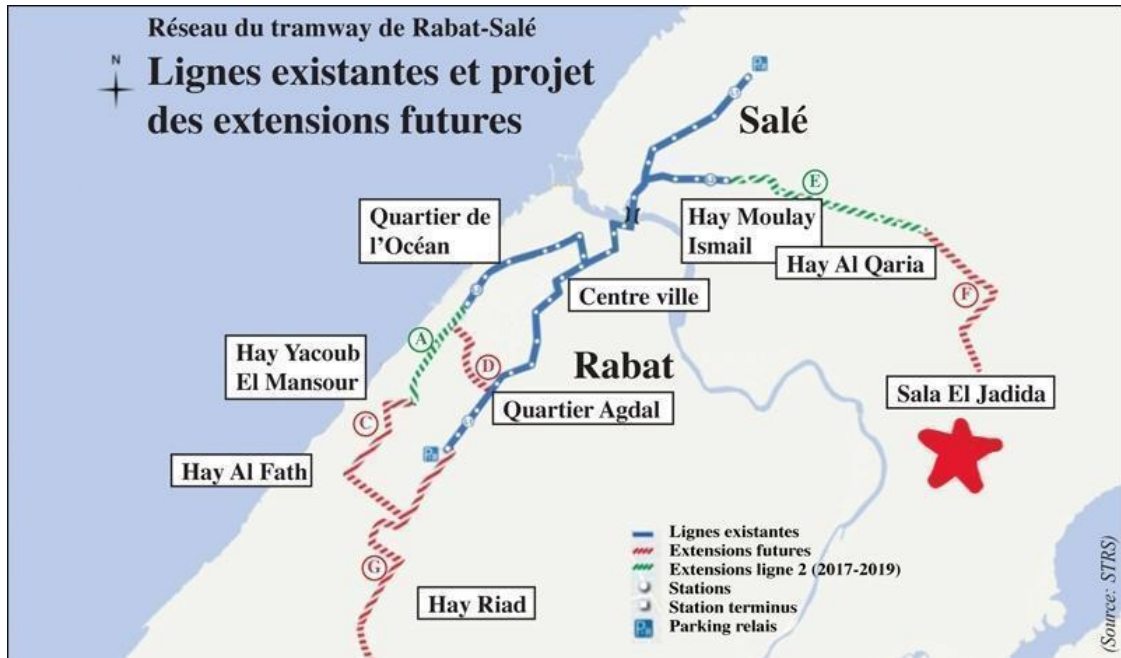 Réseau du tramway de Rabat-Salé
N
Lignes existantes et projet
des extensions futures
Salé
E
Quartier de
l'Océan
Hay Moulay
Ismail
Hay Al Qaria
Centre ville
F
A
Hay Yacoub
El Mansour
D
Rabat
Sala El Jadida
Quartier Agdal
C
Hay Al Fath
G
Hay Riad
Lignes existantes
Extensions futures
Extensions ligne 2 (2017-2019)
Stations
Station terminus
Parking relais
(Source: STRS)